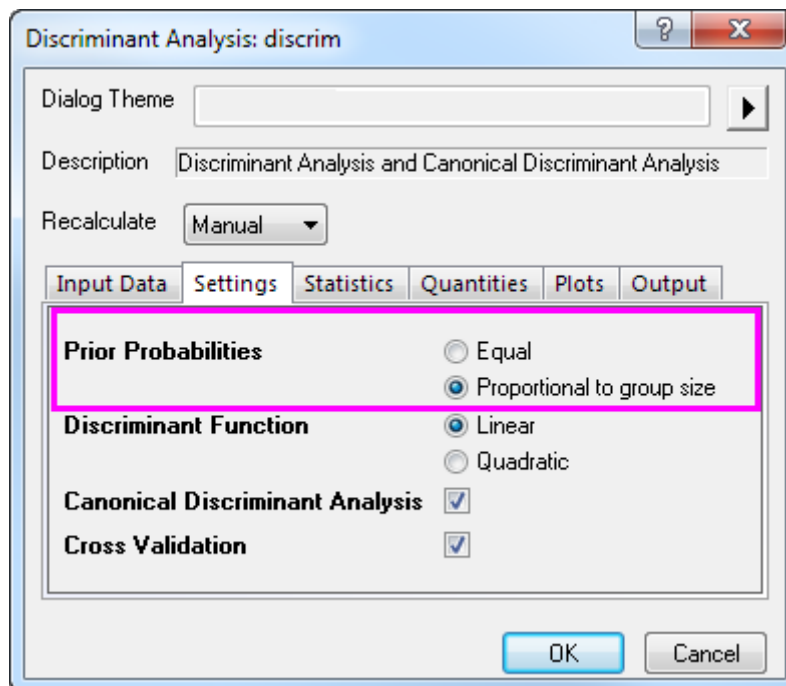 Discriminant Analysis: discrim
Dialog Theme
Description Discriminant Analysis and Canonical Discriminant Analysis
Recalculate Manual
Input Data Settings Statistics Quantities Plots Output
Prior Probabilities Equal
Proportional to group size
Discriminant Function Linear
Quadratic
Canonical Discriminant Analysis
Cross Validation
OK Cancel